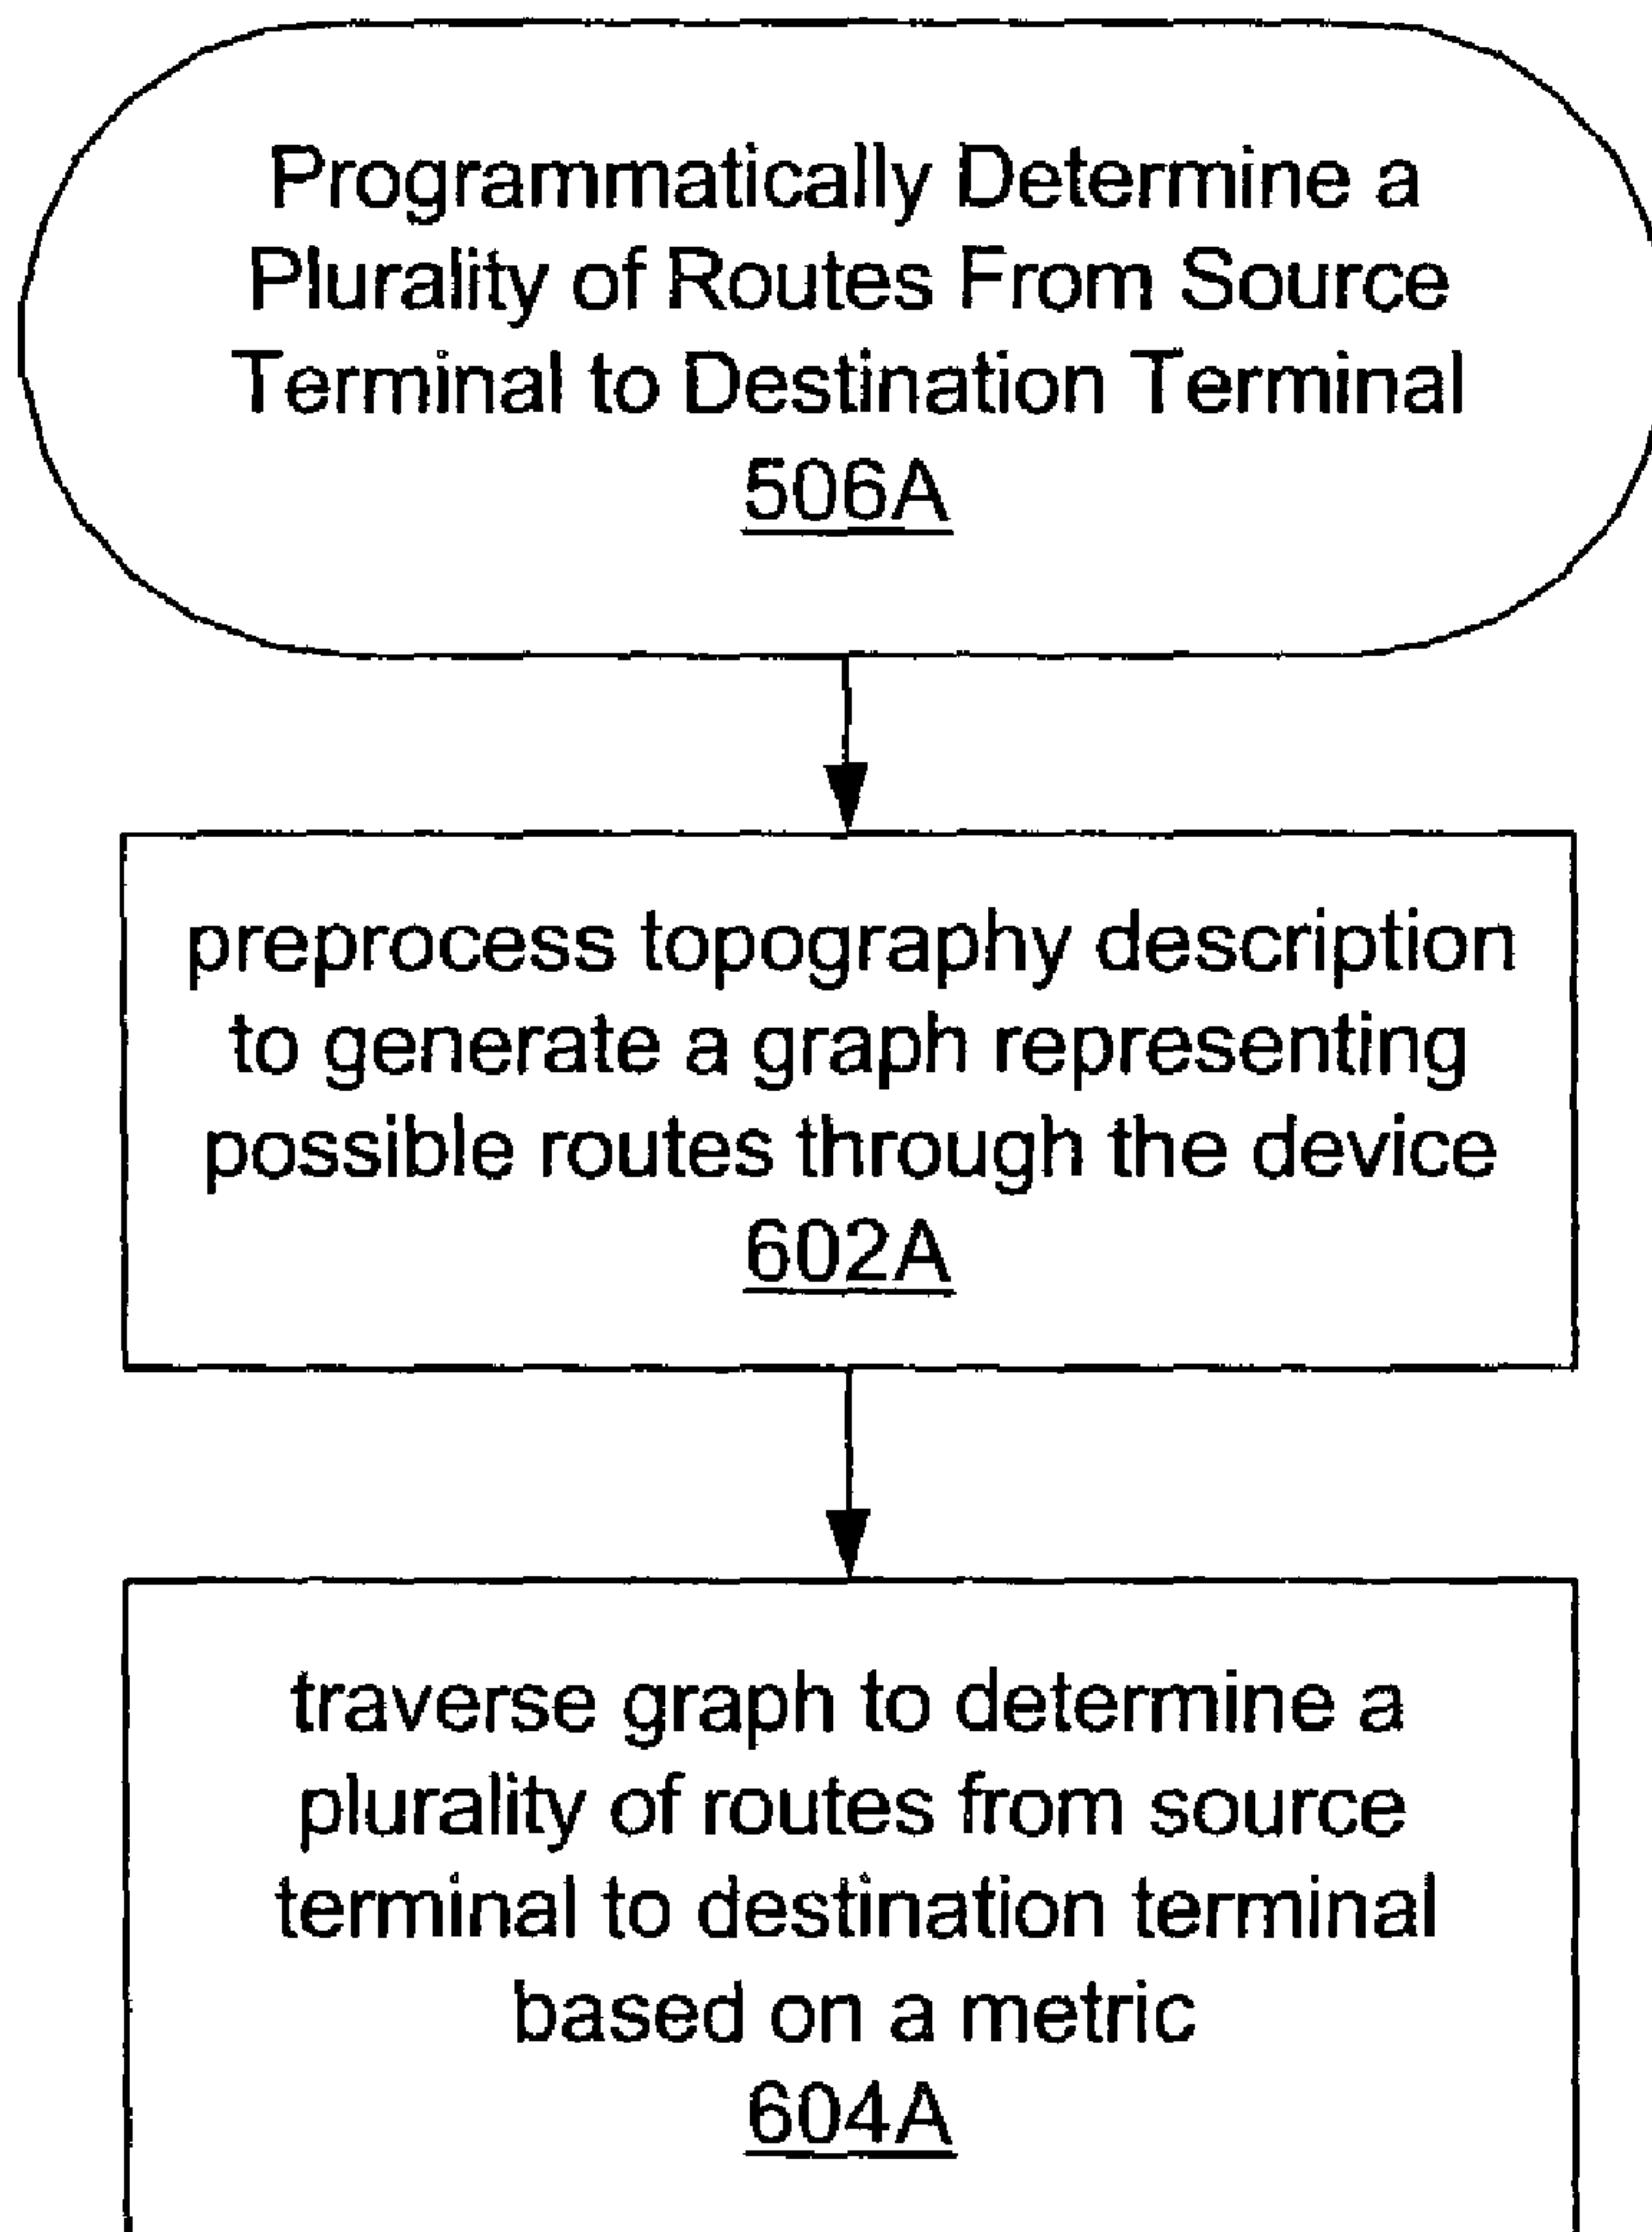 Programmatically Determine a
Plurality of Routes From Source
Terminal to Destination Terminal
506A
preprocess topography description
to generate a graph representing
possible routes through the device
602A
traverse graph to determine a
plurality of routes from source
terminal to destination terminal
based on a metric
604A